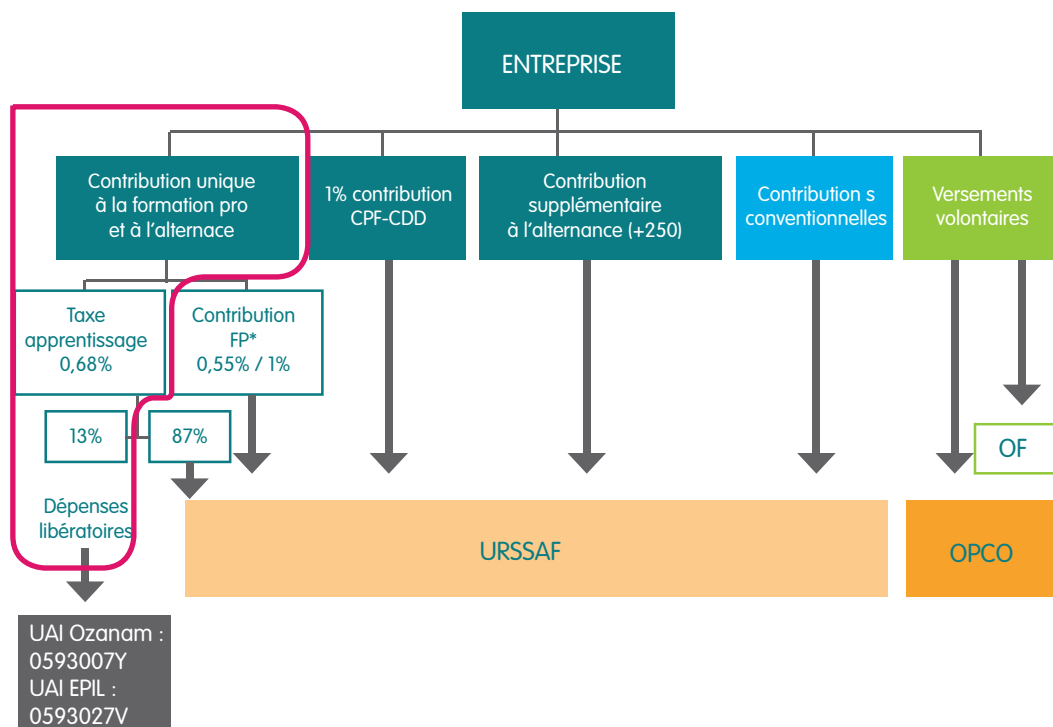 ENTREPRISE
Contribution unique
à la formation pro
et à l'alternace
1% contribution
CPF-CDD
Contribution
supplémentaire
à l'alternance (+250)
Contribution s
conventionnelles
Versements
volontaires
Taxe
apprentissage
0,68%
Contribution
FP*
0,55% / 1%
13%
87%
OF
Dépenses
libératoires
URSSAF
OPCO
UAI Ozanam :
0593007Y
UAI EPIL :
0593027V